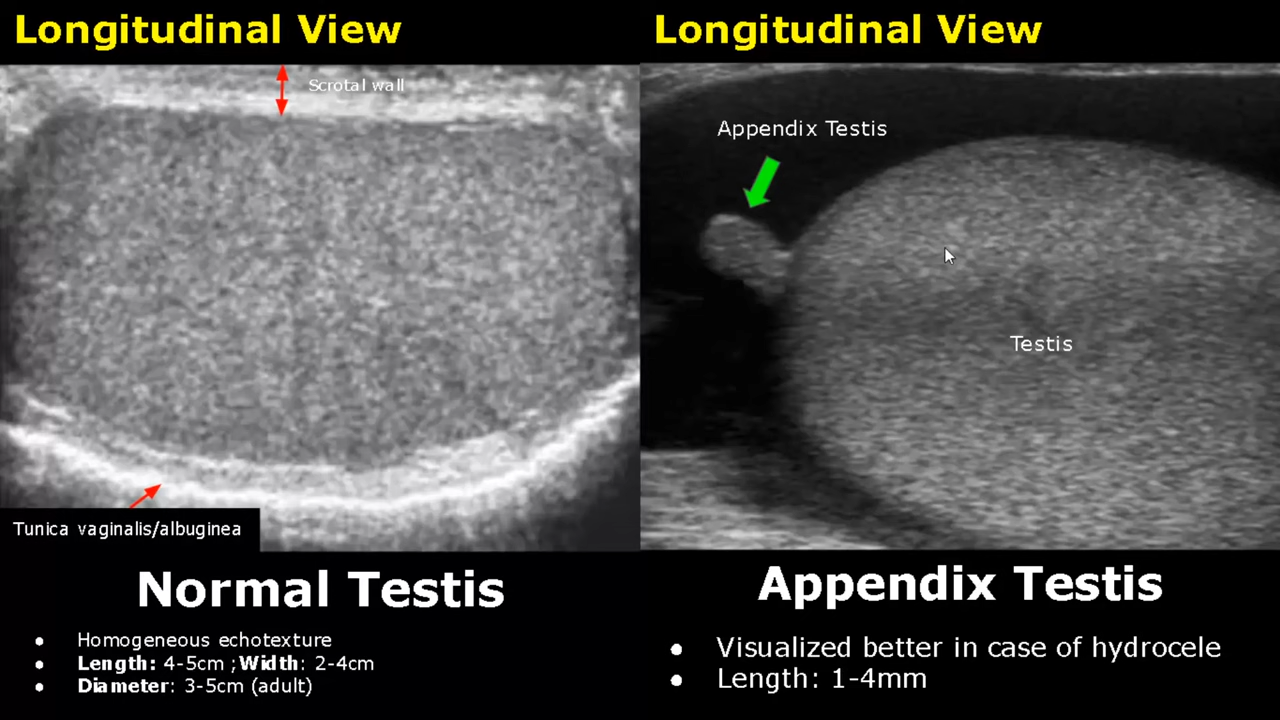 Longitudinal View
Scrotal wall
Tunica vaginalis/albuginea
Normal Testis
● Homogeneous echotexture
● Length: 4-5cm ;Width: 2-4cm
● Diameter: 3-5cm (adult)
Longitudinal View
Appendix Testis
Testis
Appendix Testis
● Visualized better in case of hydrocele
● Length: 1-4mm